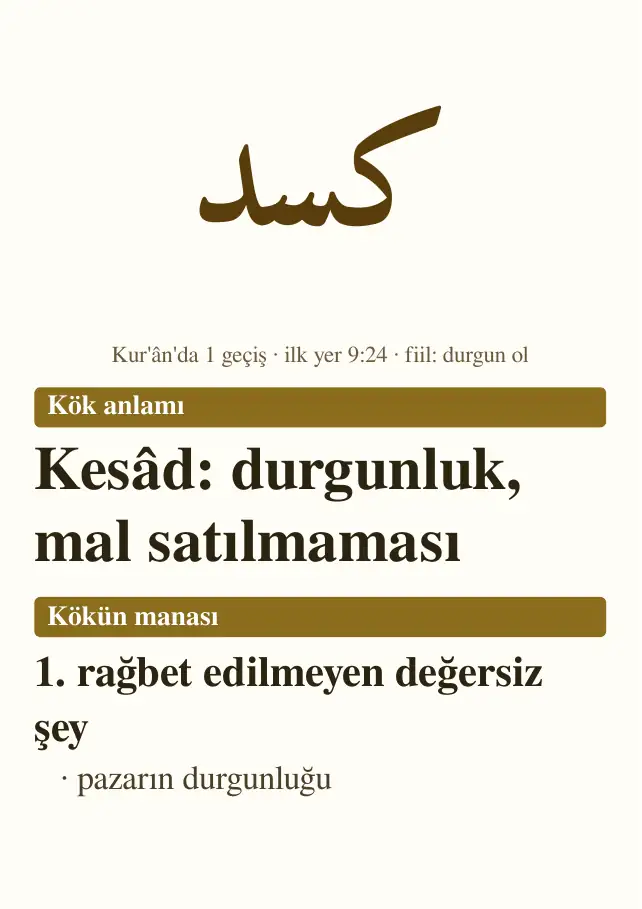 كسد
Kur'ân'da 1 geçiş · ilk yer 9:24 · fiil: durgun ol
Kök anlamı
Kesâd: durgunluk,
mal satılmaması
Kökün manası
1. rağbet edilmeyen değersiz
şey
· pazarın durgunluğu